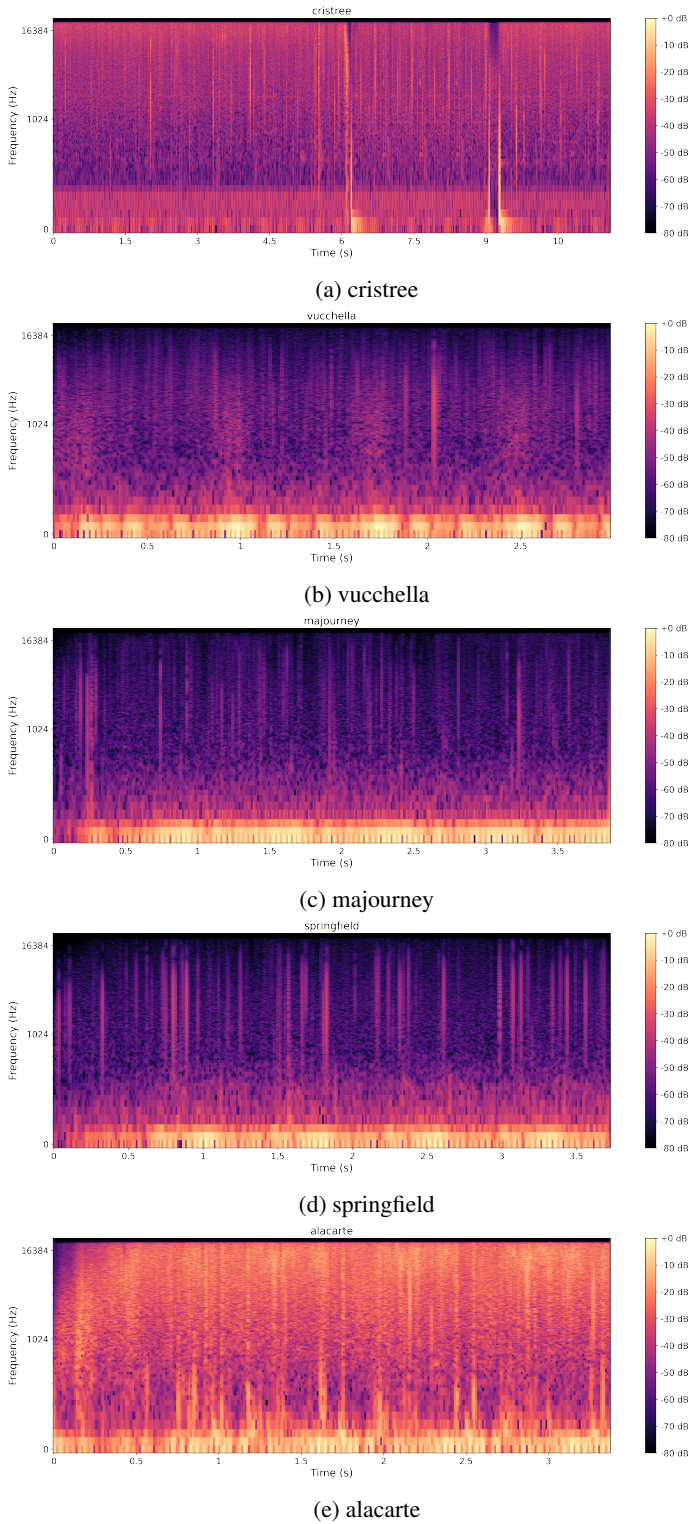 cristree
Frequency (Hz)
16384
1024
0
0 1.5 3 4.5 6 7.5 9 10
Time (s)
+0 dB
-10 dB
-20 dB
-30 dB
-40 dB
-50 dB
-60 dB
-70 dB
-80 dB
(a) cristree
vucchella
Frequency (Hz)
16384
1024
0
0 0.5 1 1.5 2 2.5
Time (s)
+0 dB
-10 dB
-20 dB
-30 dB
-40 dB
-50 dB
-60 dB
-70 dB
-80 dB
(b) vucchella
majourney
Frequency (Hz)
16384
1024
0
0 0.5 1 1.5 2 2.5 3 3.5
Time (s)
+0 dB
-10 dB
-20 dB
-30 dB
-40 dB
-50 dB
-60 dB
-70 dB
-80 dB
(c) majourney
springfield
Frequency (Hz)
16384
1024
0
0 0.5 1 1.5 2 2.5 3 3.5
Time (s)
+0 dB
-10 dB
-20 dB
-30 dB
-40 dB
-50 dB
-60 dB
-70 dB
-80 dB
(d) springfield
alacarte
Frequency (Hz)
16384
1024
0
0 0.5 1 1.5 2 2.5 3
Time (s)
+0 dB
-10 dB
-20 dB
-30 dB
-40 dB
-50 dB
-60 dB
-70 dB
-80 dB
(e) alacarte